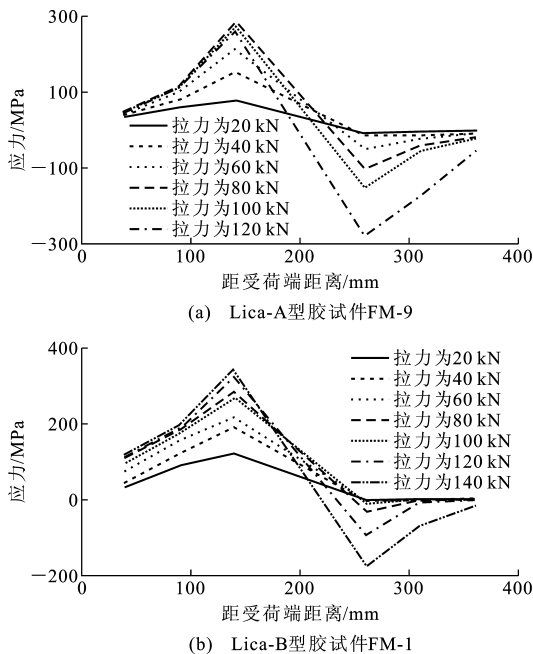 300
100
−100
−300
应力/MPa
拉力为20 kN
拉力为40 kN
拉力为60 kN
拉力为80 kN
拉力为100 kN
拉力为120 kN
0 100 200 300 400
距受荷端距离/mm
(a) Lica-A型胶试件FM-9
400
200
0
−200
应力/MPa
拉力为20 kN
拉力为40 kN
拉力为60 kN
拉力为80 kN
拉力为100 kN
拉力为120 kN
拉力为140 kN
0 100 200 300 400
距受荷端距离/mm
(b) Lica-B型胶试件FM-1